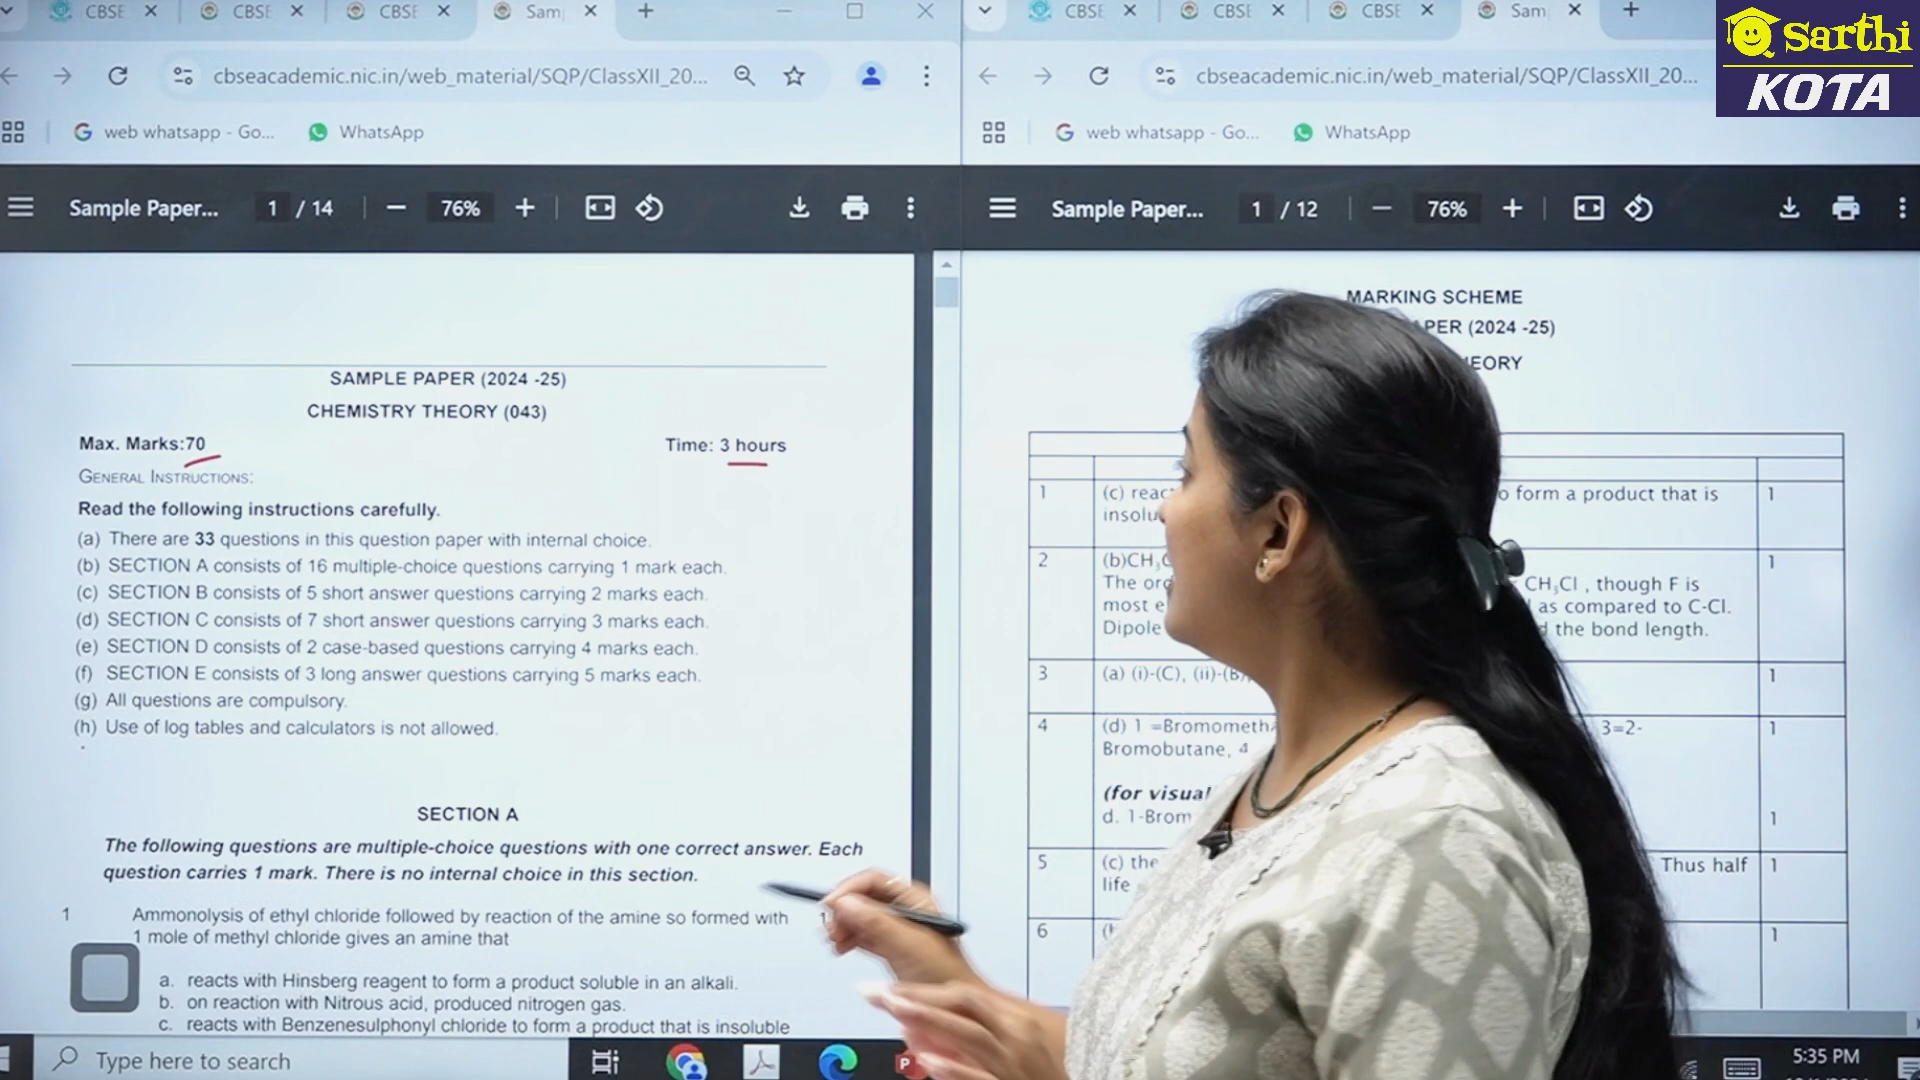 CBSE
CBSE
CBSE
Sam
CBSE
CBSE
CBSE
Sam
Sarthi
KOTA
cbseacademic.nic.in/web_material/SQP/ClassXII_20...
cbseacademic.nic.in/web_material/SQP/ClassXII_20...
web whatsapp - Go...
WhatsApp
web whatsapp - Go...
WhatsApp
Sample Paper...
1 / 14
76%
Sample Paper...
1 / 12
76%
SAMPLE PAPER (2024 -25)
CHEMISTRY THEORY (043)
Max. Marks:70
Time: 3 hours
GENERAL INSTRUCTIONS:
Read the following instructions carefully.
(a) There are 33 questions in this question paper with internal choice.
(b) SECTION A consists of 16 multiple-choice questions carrying 1 mark each.
(c) SECTION B consists of 5 short answer questions carrying 2 marks each.
(d) SECTION C consists of 7 short answer questions carrying 3 marks each.
(e) SECTION D consists of 2 case-based questions carrying 4 marks each.
(f) SECTION E consists of 3 long answer questions carrying 5 marks each.
(g) All questions are compulsory.
(h) Use of log tables and calculators is not allowed.
SECTION A
The following questions are multiple-choice questions with one correct answer. Each
question carries 1 mark. There is no internal choice in this section.
1 Ammonolysis of ethyl chloride followed by reaction of the amine so formed with 1
1 mole of methyl chloride gives an amine that
a. reacts with Hinsberg reagent to form a product soluble in an alkali.
b. on reaction with Nitrous acid, produced nitrogen gas.
c. reacts with Benzenesulphonyl chloride to form a product that is insoluble
MARKING SCHEME
PER (2024 -25)
EORY
1 (c) reac o form a product that is 1
insolu
2 (b)CH₃ 1
The or CH₃Cl , though F is
most e as compared to C-Cl.
Dipole the bond length.
3 (a) (i)-(C), (ii)-(B), 1
4 (d) 1 =Brometh 3=2- 1
Bromobutane, 4
(for visual
d. 1-Brom 1
5 (c) the Thus half 1
life
6 1
Type here to search
5:35 PM